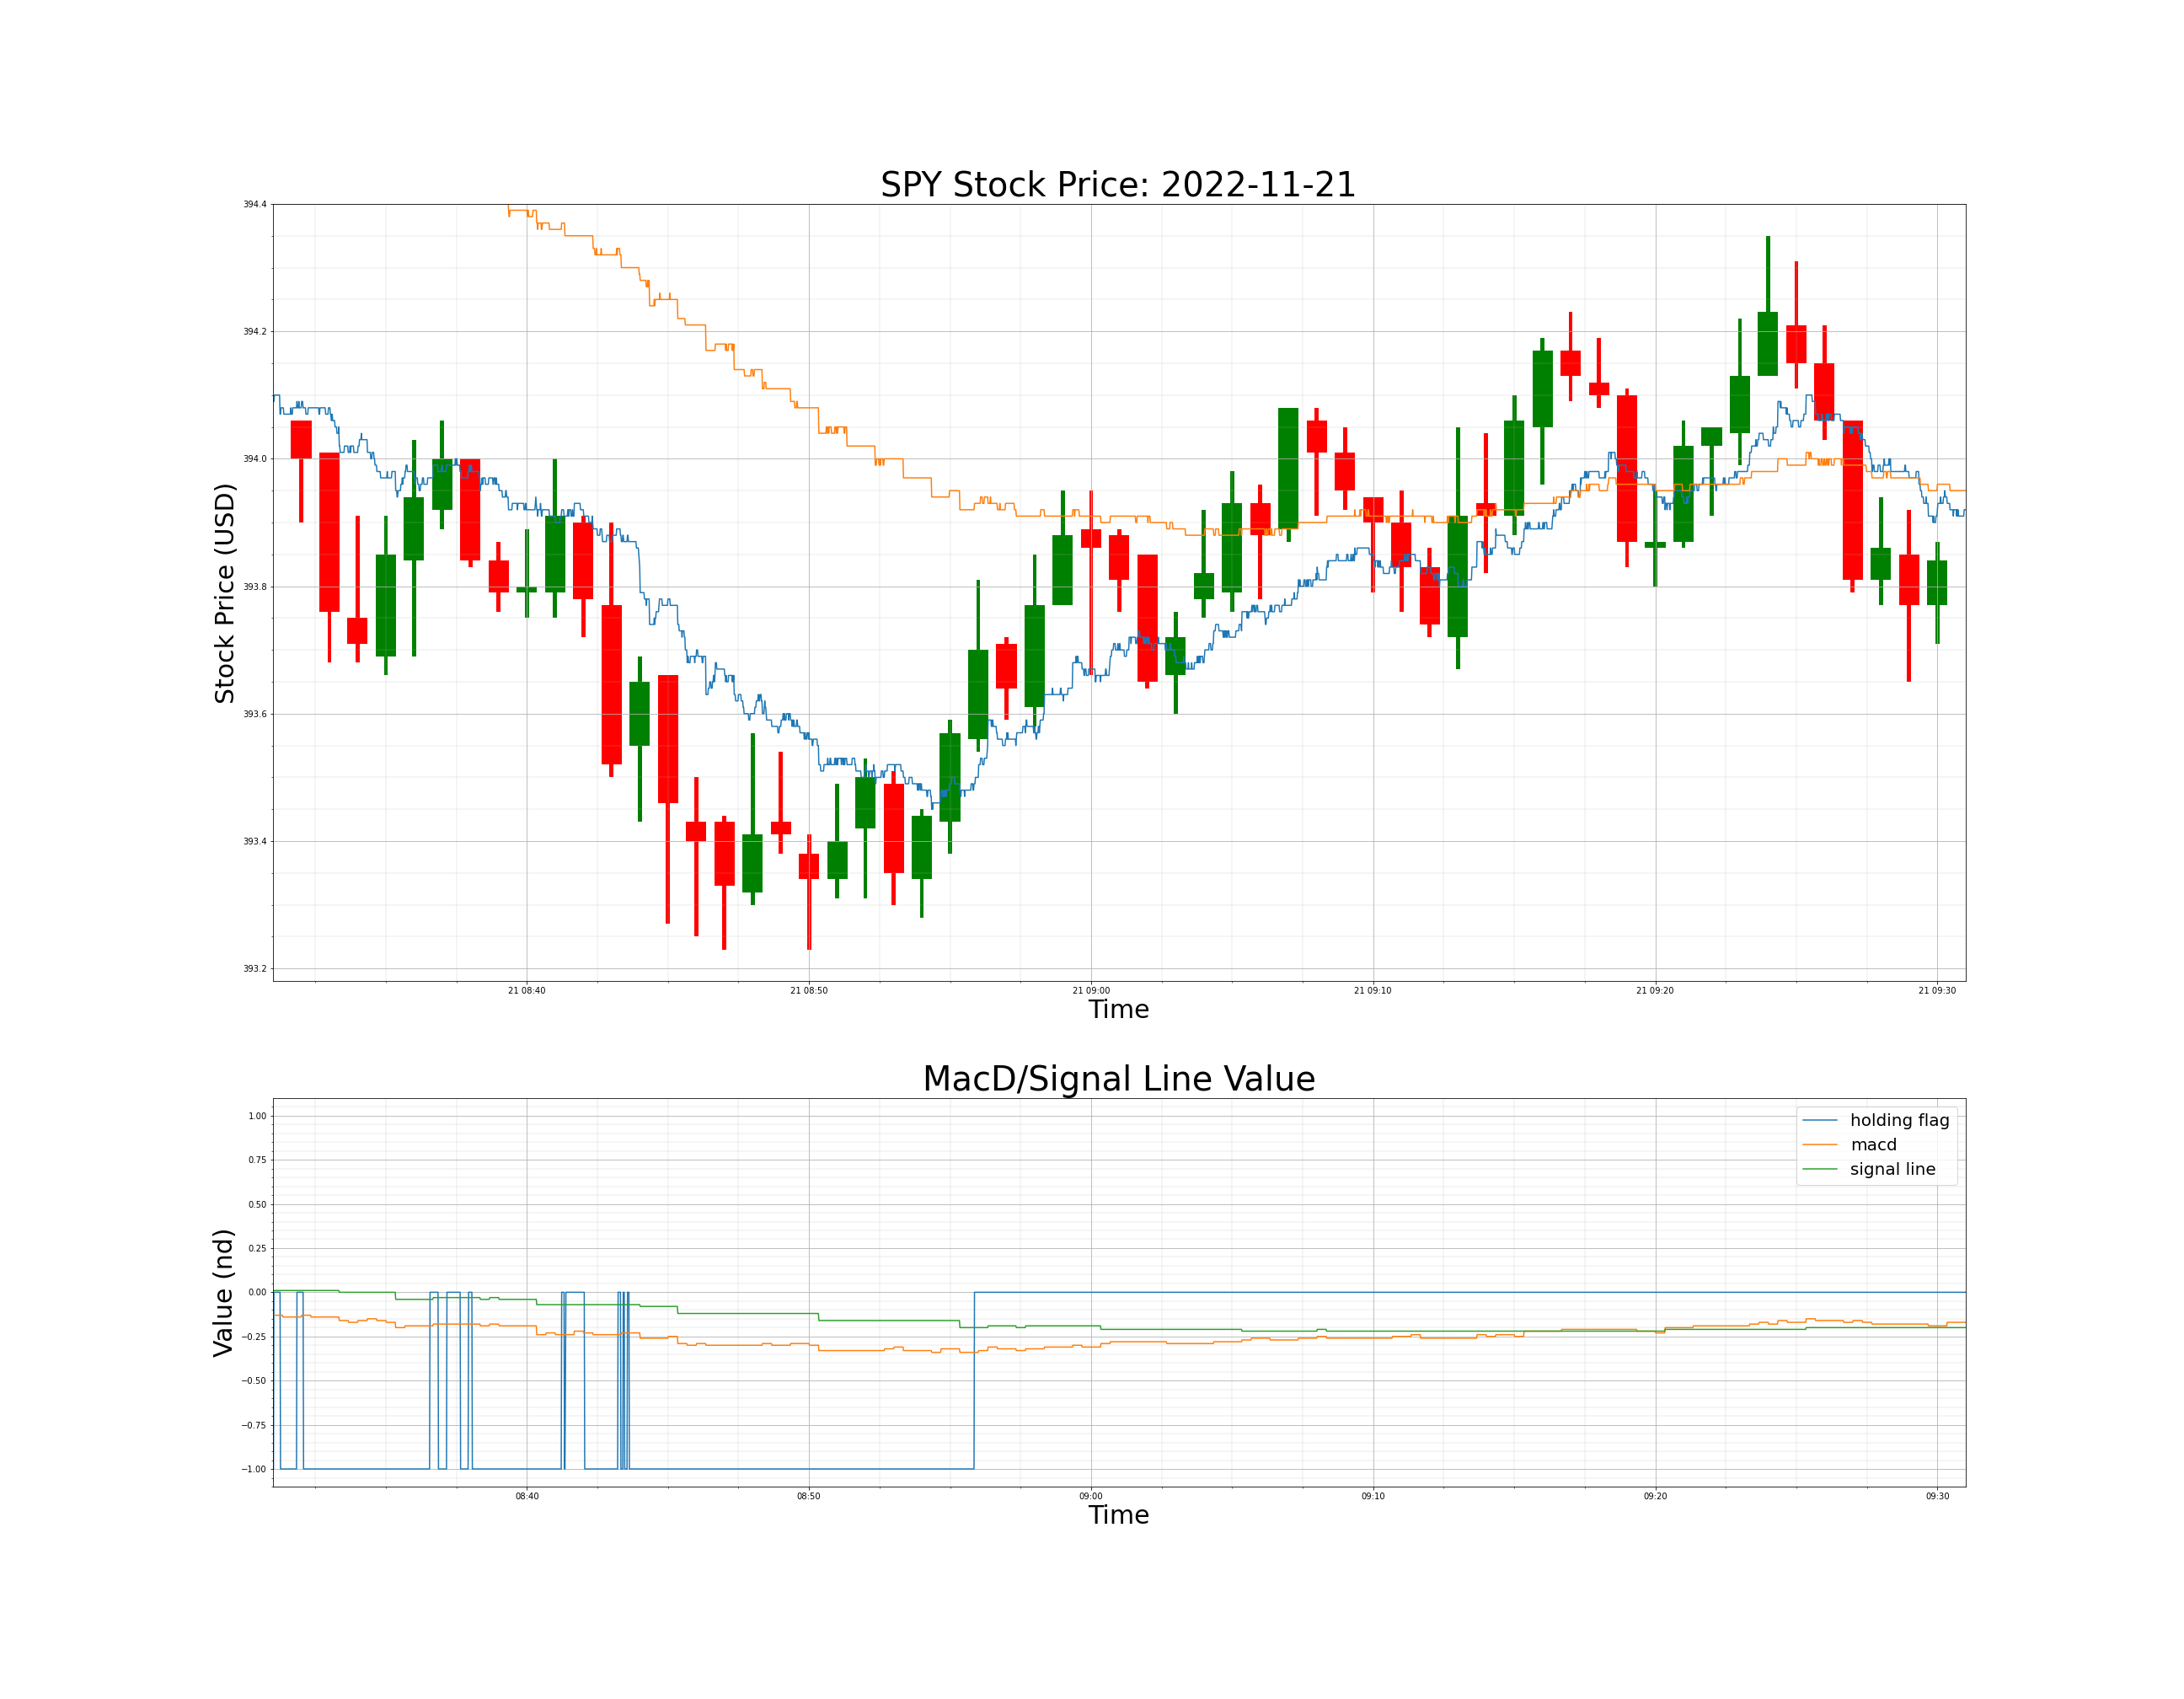 SPY Stock Price: 2022-11-21
394.4
394.2
394.0
393.8
393.6
393.4
393.2
Stock Price (USD)
21 08:40 21 08:50 21 09:00 21 09:10 21 09:20 21 09:30
Time
MacD/Signal Line Value
1.00
0.75
0.50
0.25
0.00
−0.25
−0.50
−0.75
−1.00
Value (nd)
holding flag
macd
signal line
08:40 08:50 09:00 09:10 09:20 09:30
Time